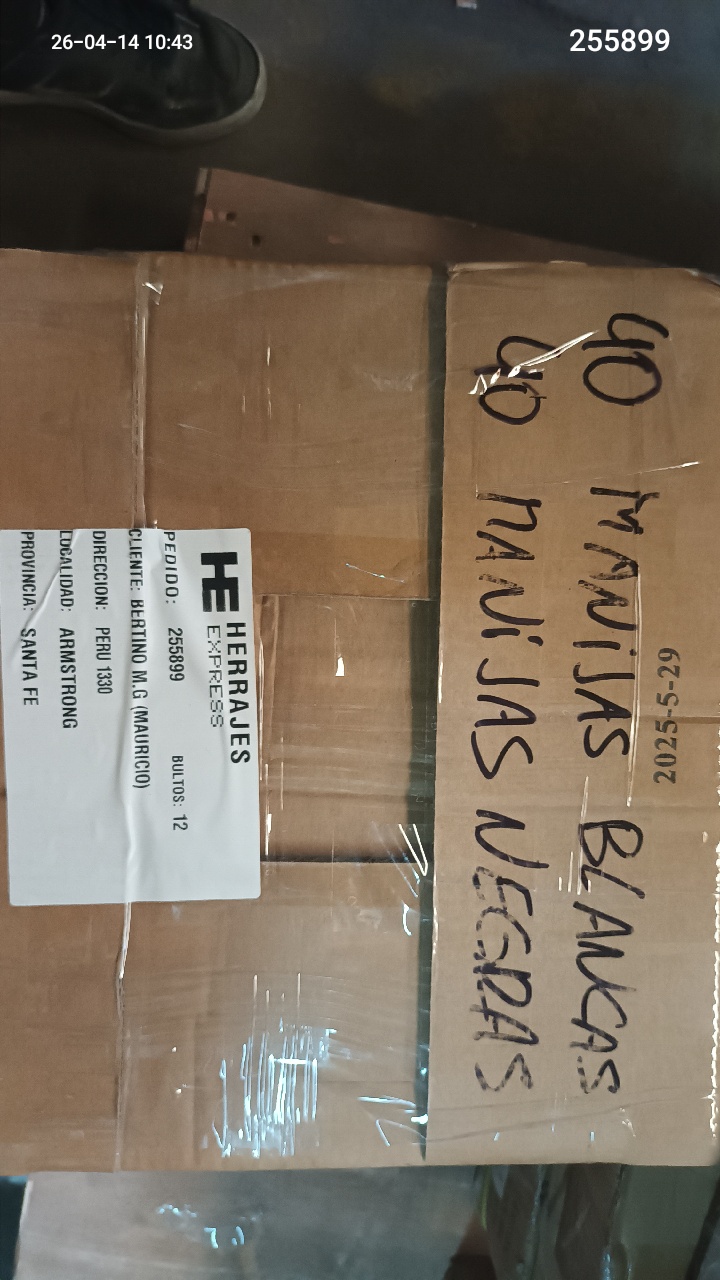 26-04-14 10:43
255899
40 MANIJAS BLANCAS
40 MANIJAS NEGRAS
2025-5-29
HE HERRAJES
EXPRESS
PEDIDO: 255899 BULTOS: 12
CLIENTE: BERTINO M.G (MAURICIO)
DIRECCION: PERU 1330
LOCALIDAD: ARMSTRONG
PROVINCIA: SANTA FE